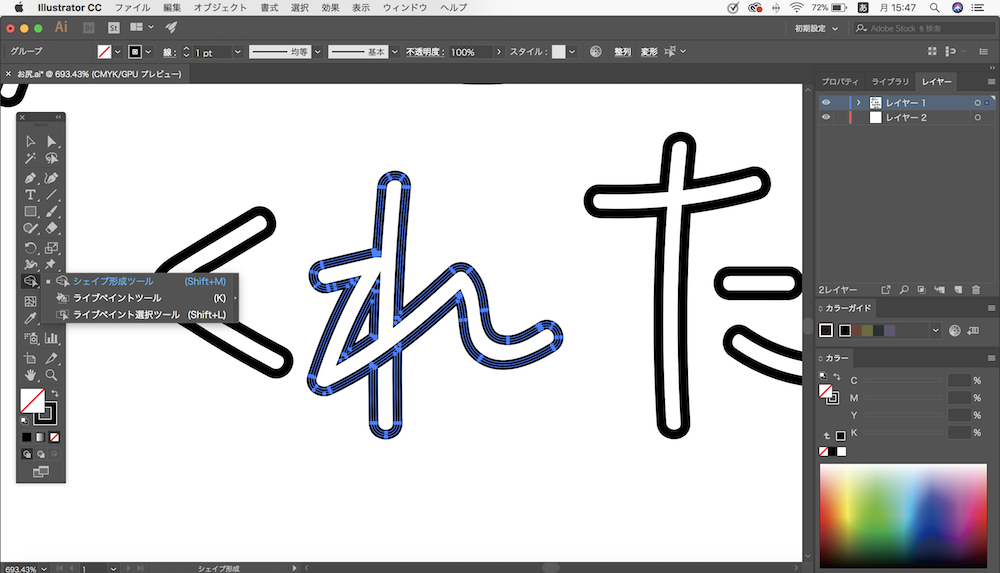 Illustrator CC ファイル 編集 オブジェクト 書式 選択 効果 表示 ウィンドウ ヘルプ 72% あ 月 15:47
Ai Br St 初期設定 Adobe Stock を検索
グループ 線: 1 pt 均等 基本 不透明度: 100% スタイル: 整列 変形
× お尻.ai* @ 693.43% (CMYK/GPU プレビュー)
プロパティ ライブラリ レイヤー
レイヤー 1
レイヤー 2
くれた
シェイプ形成ツール (Shift+M)
ライブペイントツール (K)
ライブペイント選択ツール (Shift+L)
2レイヤー
カラーガイド
カラー
C %
M %
Y %
K %
693.43% 1 シェイプ形成